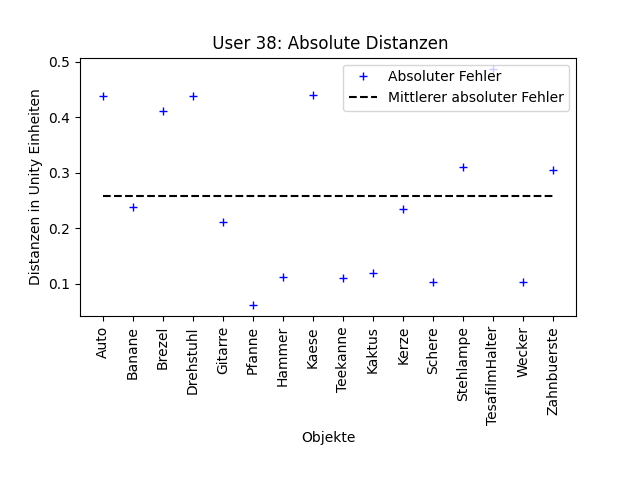 User 38: Absolute Distanzen
Absoluter Fehler
Mittlerer absoluter Fehler
Distanzen in Unity Einheiten
0.5
0.4
0.3
0.2
0.1
Auto
Banane
Brezel
Drehstuhl
Gitarre
Pfanne
Hammer
Kaese
Teekanne
Kaktus
Kerze
Schere
Stehlampe
TesafilmHalter
Wecker
Zahnbuerste
Objekte